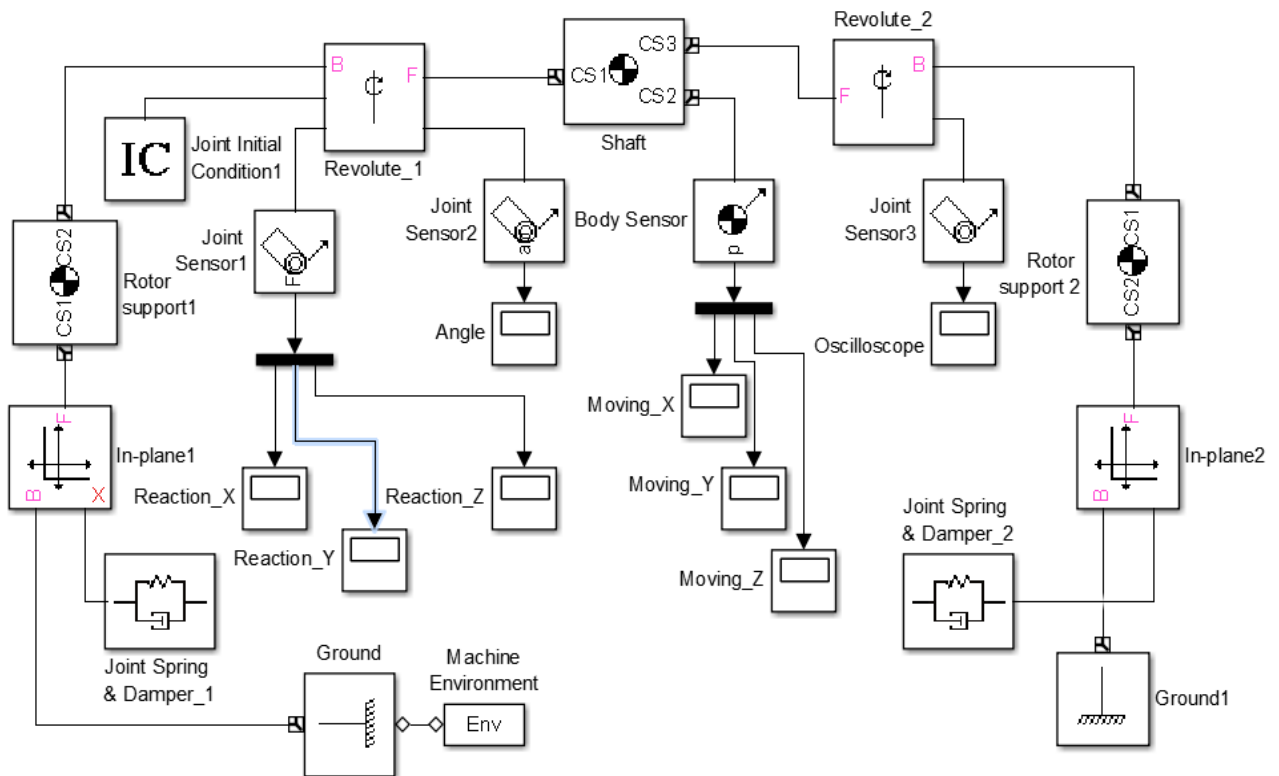 Revolute_2
B
F
CS1
CS3
CS2
Shaft
F
B
IC
Joint Initial
Condition1
Revolute_1
CS2
CS1
Rotor
support1
Joint
Sensor1
F
Joint
Sensor2
a
Body Sensor
p
Joint
Sensor3
CS1
CS2
Rotor
support 2
Angle
Oscilloscope
F
B
X
In-plane1
Reaction_X
Reaction_Y
Reaction_Z
Moving_X
Moving_Y
Moving_Z
F
B
In-plane2
Joint Spring
& Damper_2
Joint Spring
& Damper_1
Ground
Machine
Environment
Env
Ground1